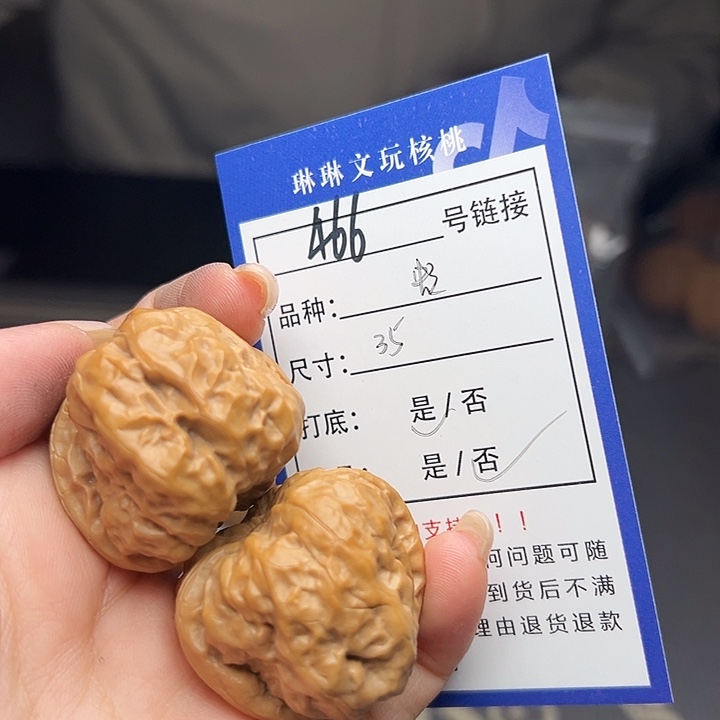 琳琳文玩核桃
466 号链接
品种:
尺寸: 35
打底: 是/否
是/否
支持!!
何问题可随
到货后不满
理由退货退款